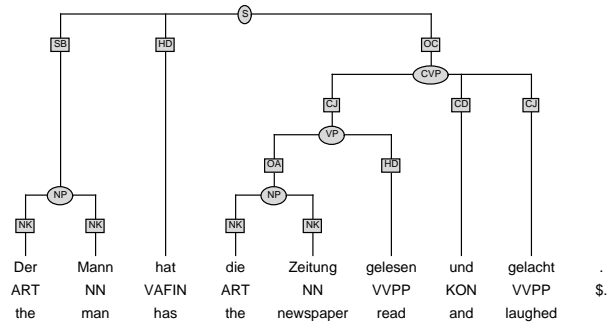 S
SB HD OC
CVP
CJ CD CJ
VP
OA HD
NP NP
NK NK NK NK
Der Mann hat die Zeitung gelesen und gelacht .
ART NN VAFIN ART NN VVPP KON VVPP $.
the man has the newspaper read and laughed